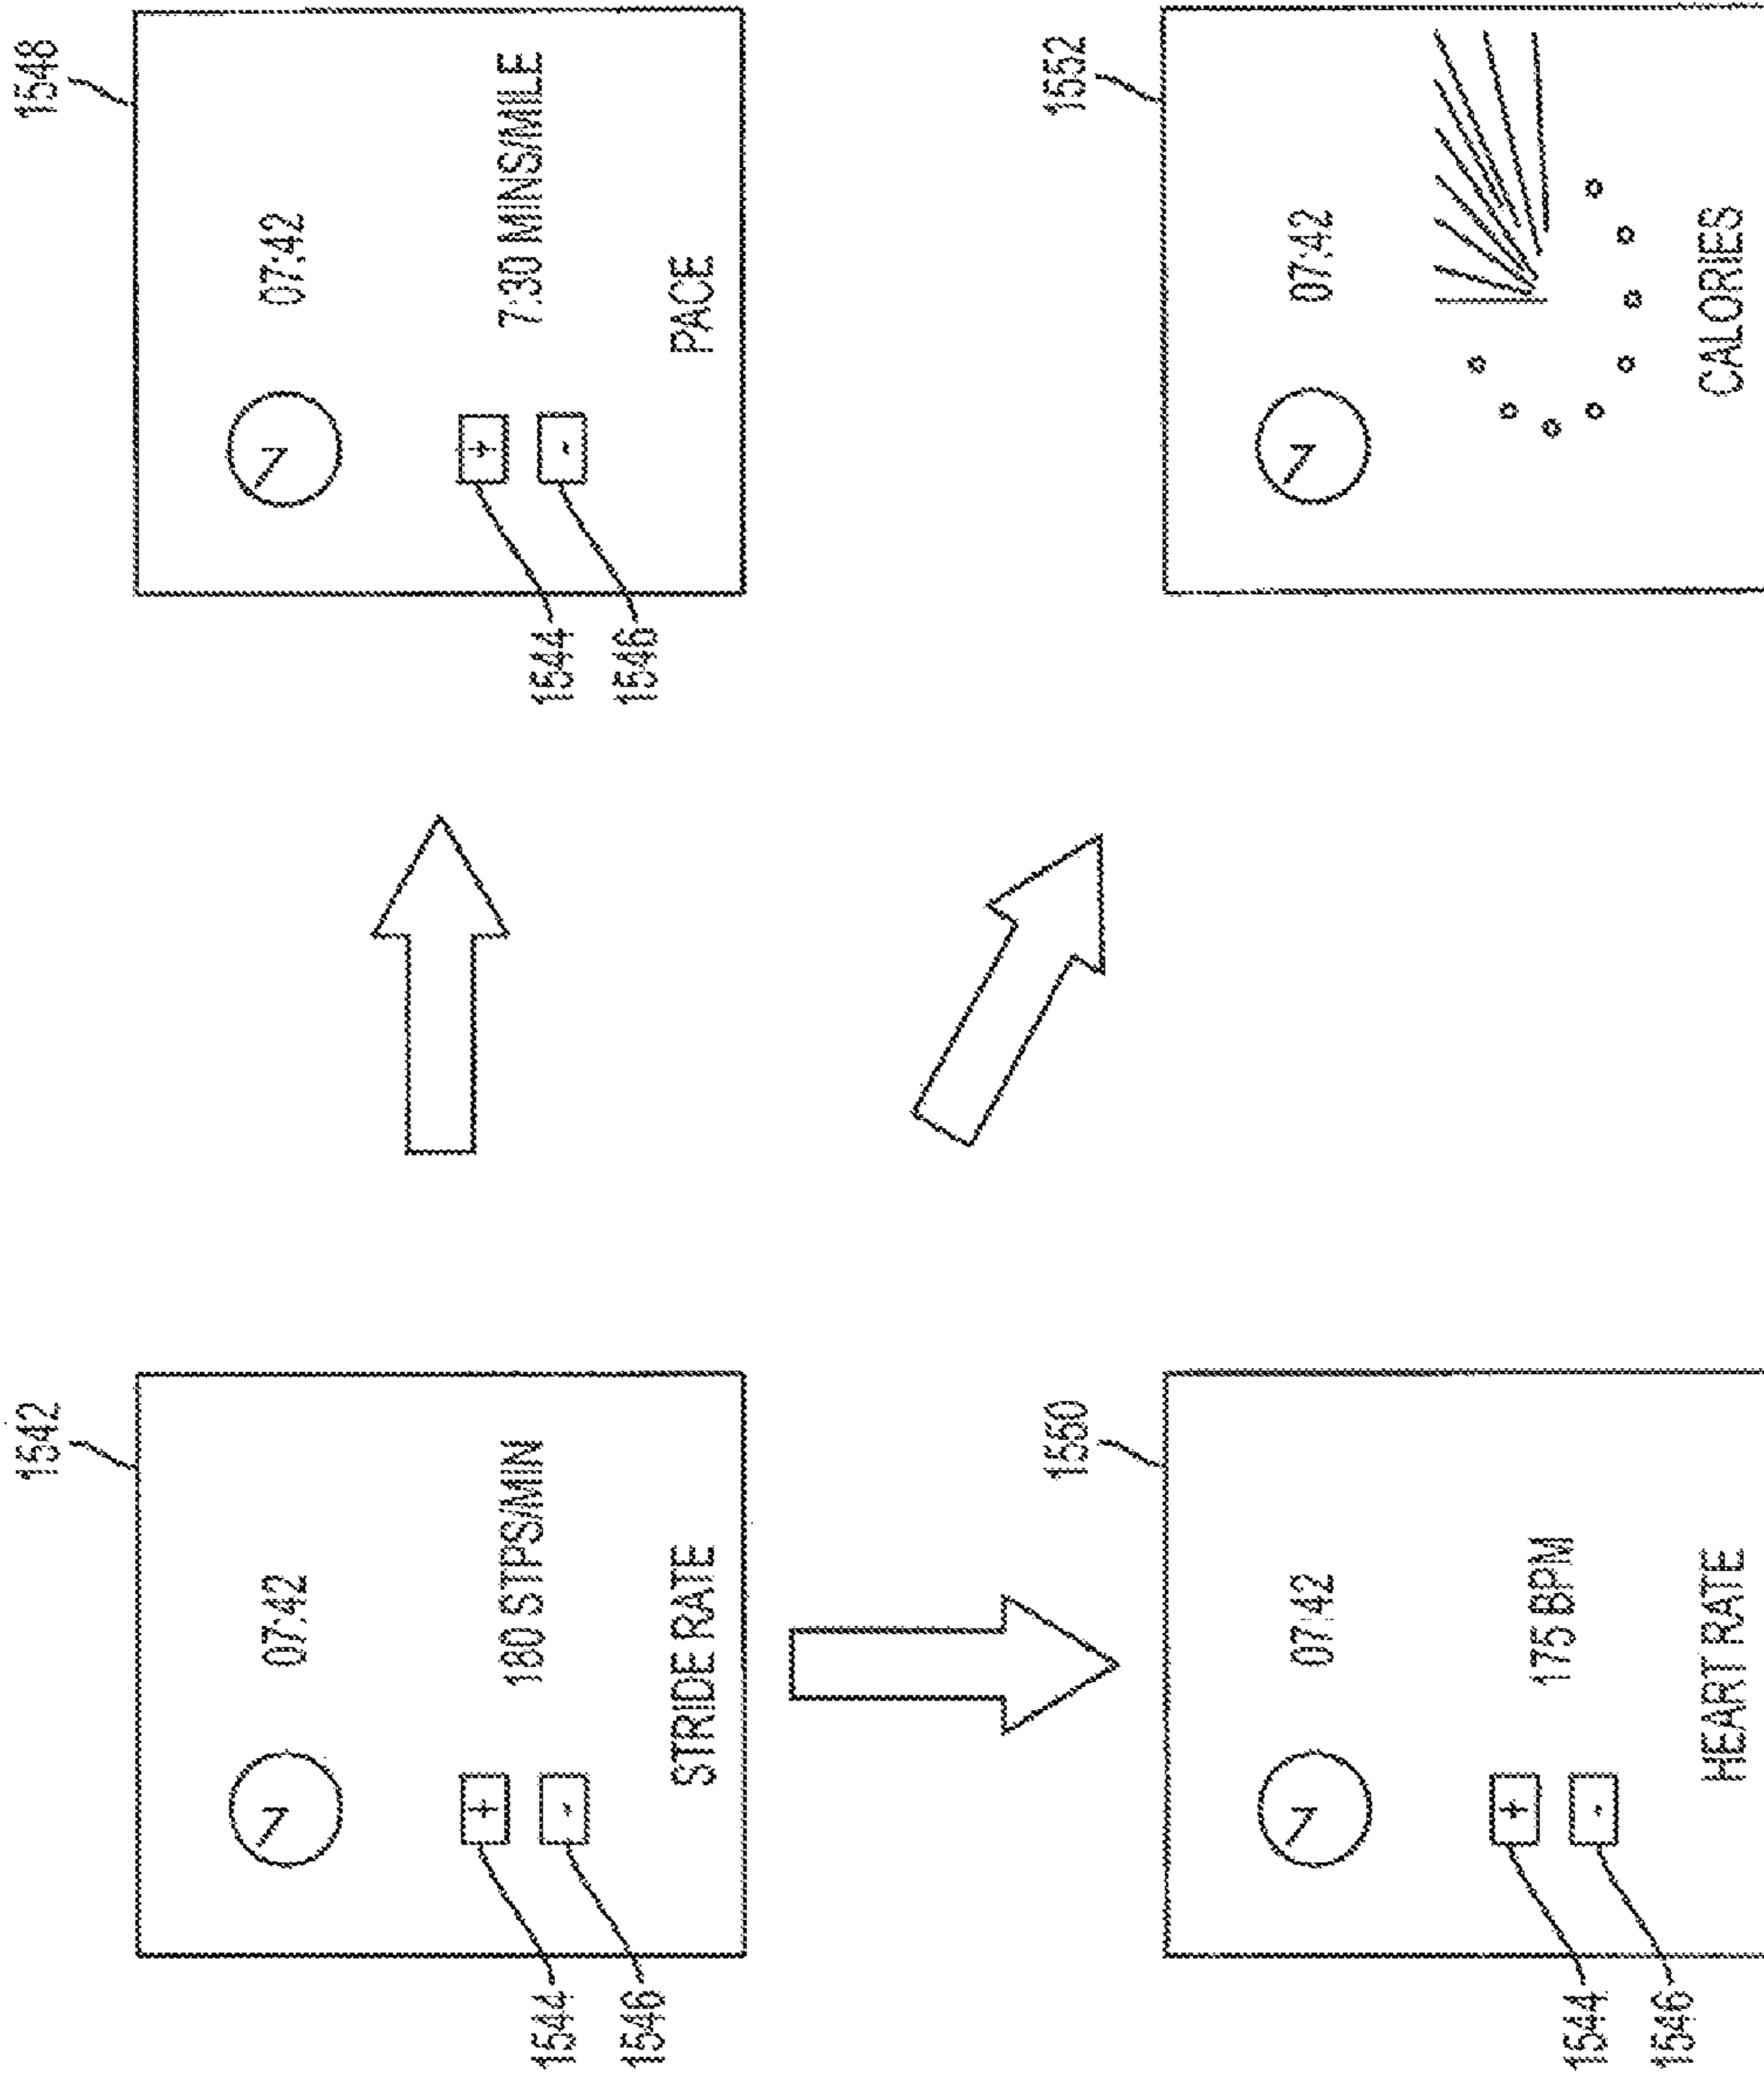 1542
07:42
1544
+
180 STPS/MIN
1546
-
STRIDE RATE
1548
07:42
1544
+
7:30 MINS/MILE
1546
-
PACE
1550
07:42
1544
+
175 BPM
1546
-
HEART RATE
1552
07:42
CALORIES